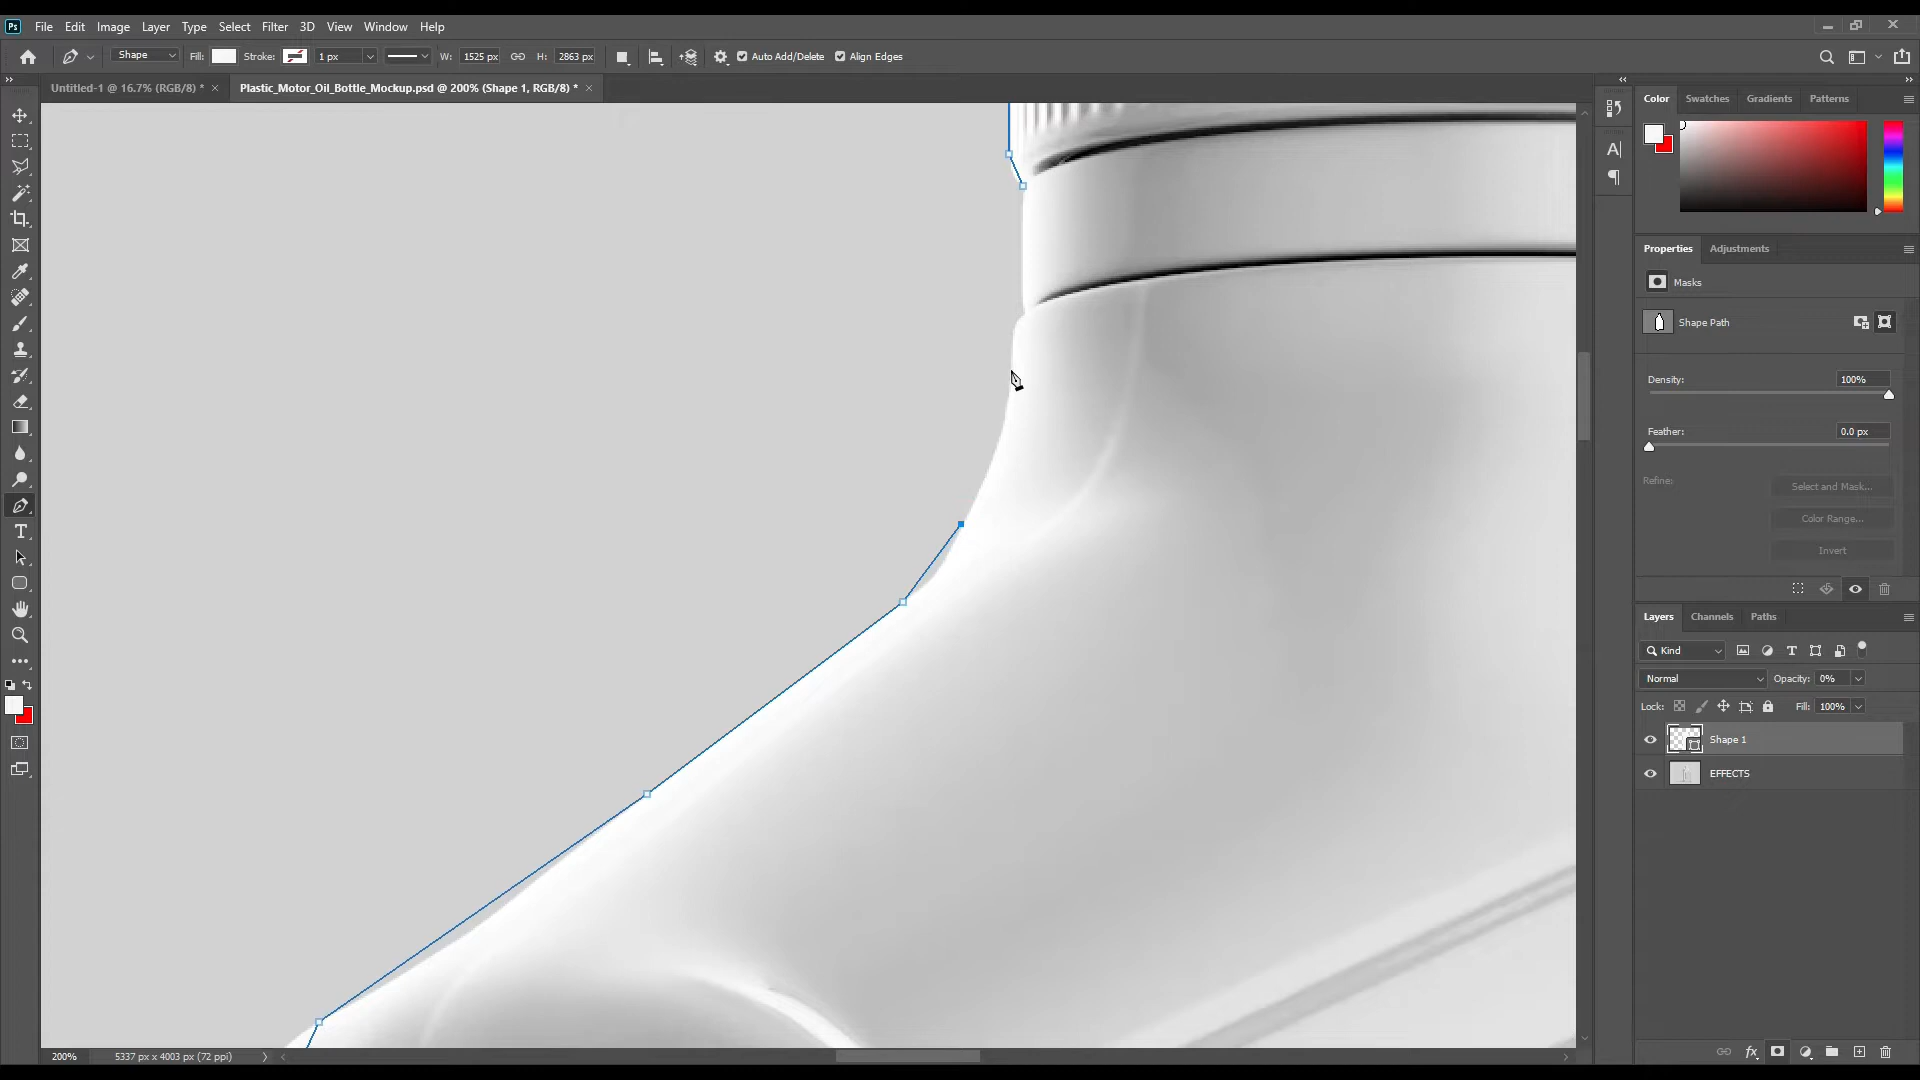 Ps File Edit Image Layer Type Select Filter 3D View Window Help
Shape Fill: Stroke: 1 px W: 1525 px H: 2863 px Auto Add/Delete Align Edges
Untitled-1 @ 16.7% (RGB/8) * × Plastic_Motor_Oil_Bottle_Mockup.psd @ 200% (Shape 1, RGB/8) * ×
Color Swatches Gradients Patterns
Properties Adjustments
Masks
Shape Path
Density: 100%
Feather: 0.0 px
Refine: Select and Mask...
Color Range...
Invert
Layers Channels Paths
Kind
Normal Opacity: 0%
Lock: Fill: 100%
Shape 1
EFFECTS
200% 5337 px x 4003 px (72 ppi)